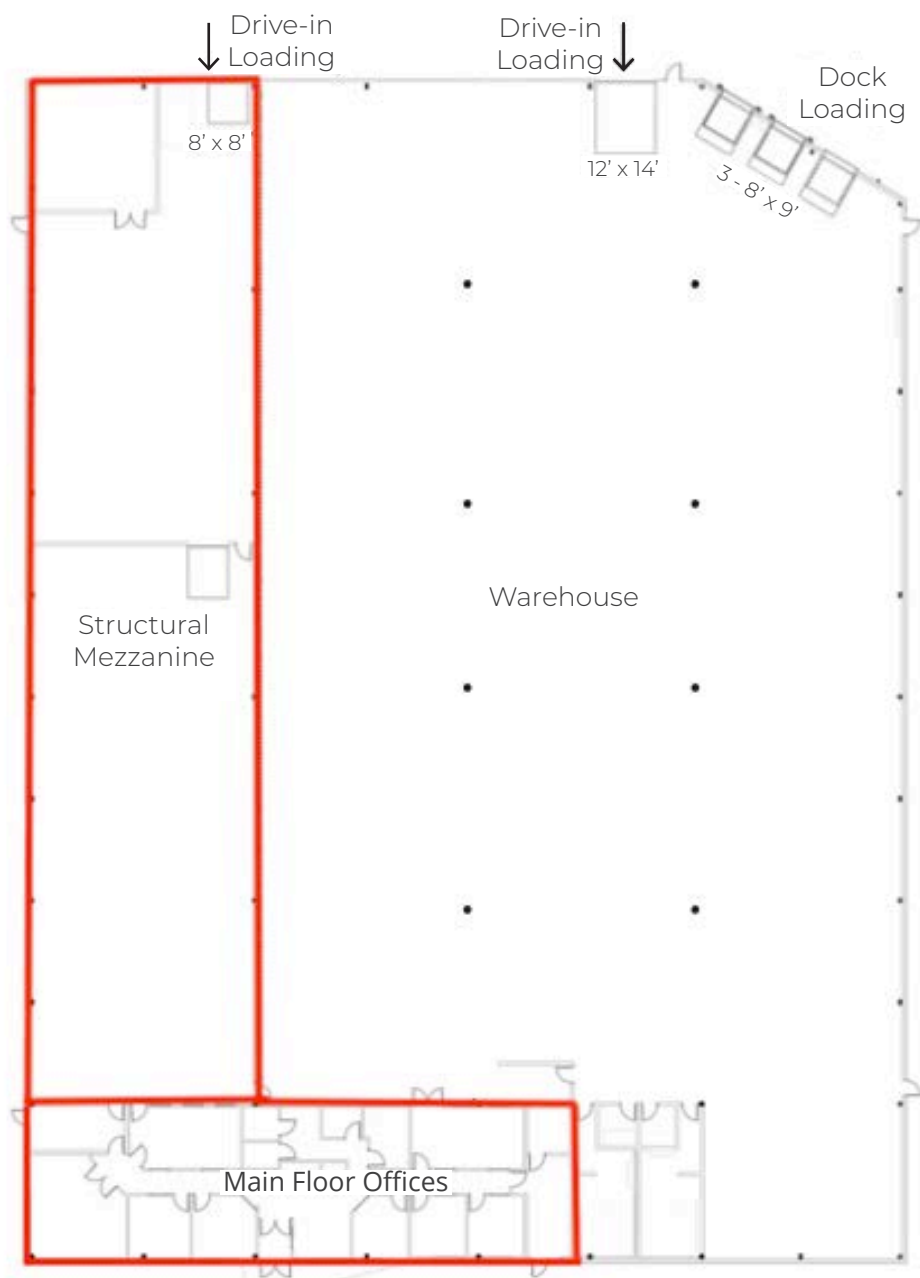 Drive-in
Loading
Drive-in
Loading
Dock
Loading
8' x 8'
12' x 14'
3 - 8' x 9'
Warehouse
Structural
Mezzanine
Main Floor Offices